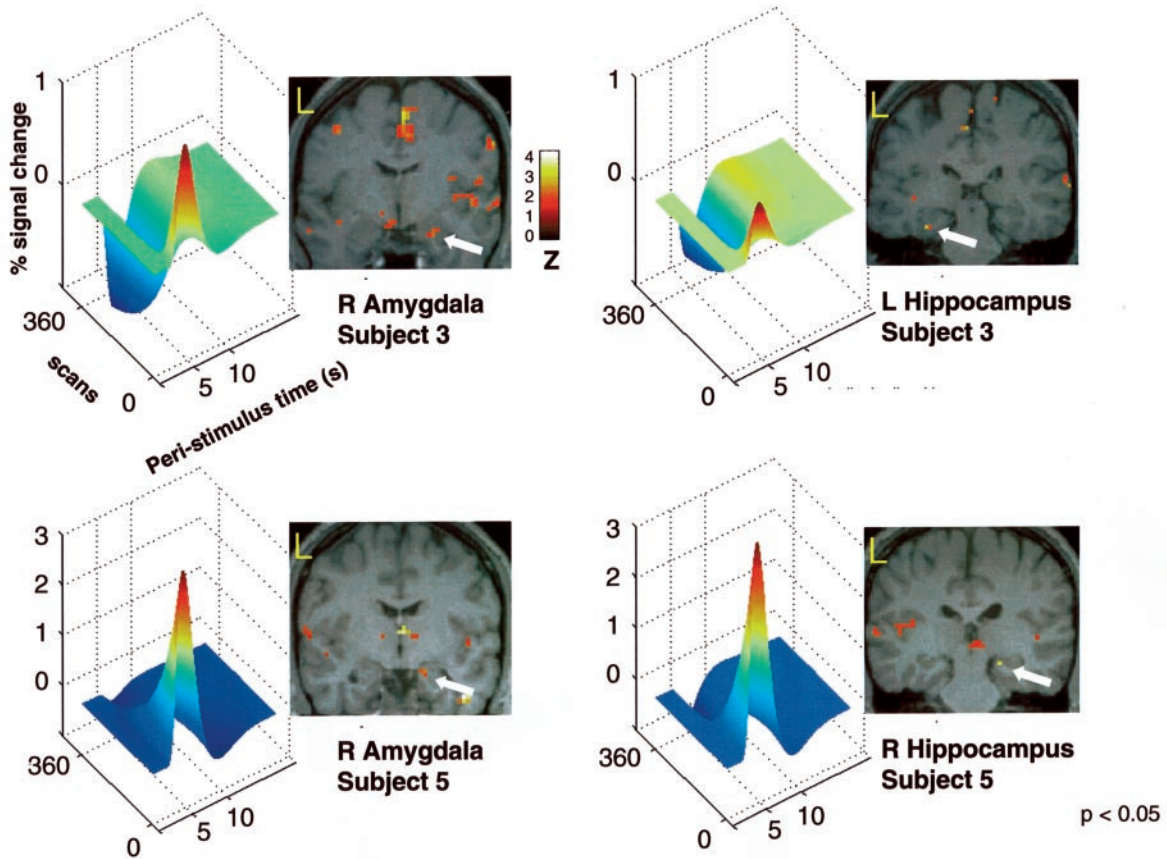 1
0
% signal change
360
scans
0
5
10
Peri-stimulus time (s)
L
4
3
2
1
0
Z
R Amygdala
Subject 3
1
0
360
0
5
10
L
L Hippocampus
Subject 3
3
2
1
0
360
0
5
10
L
R Amygdala
Subject 5
3
2
1
0
360
0
5
10
L
R Hippocampus
Subject 5
p < 0.05